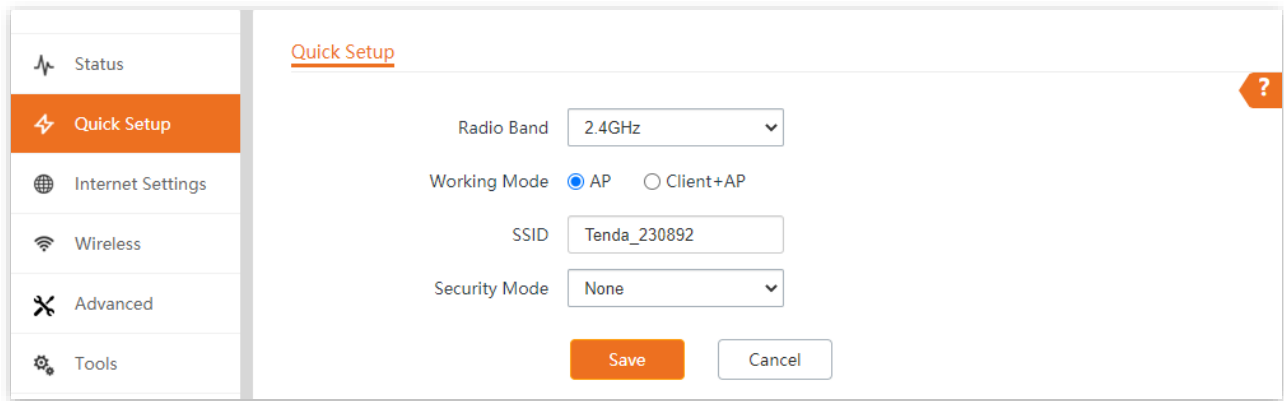 Status
Quick Setup
Internet Settings
Wireless
Advanced
Tools
Quick Setup
?
Radio Band 2.4GHz
Working Mode AP Client+AP
SSID Tenda_230892
Security Mode None
Save Cancel